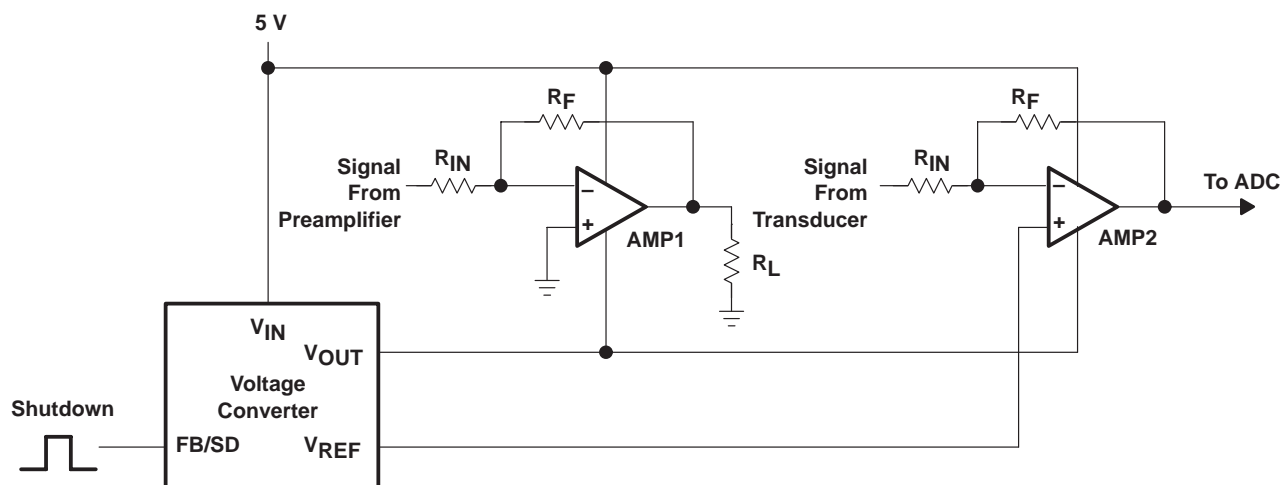 5 V
RF
RIN
Signal
From
Preamplifier
−
+
AMP1
RL
RF
RIN
Signal
From
Transducer
−
+
AMP2
To ADC
VIN
VOUT
Voltage
Converter
Shutdown
FB/SD
VREF